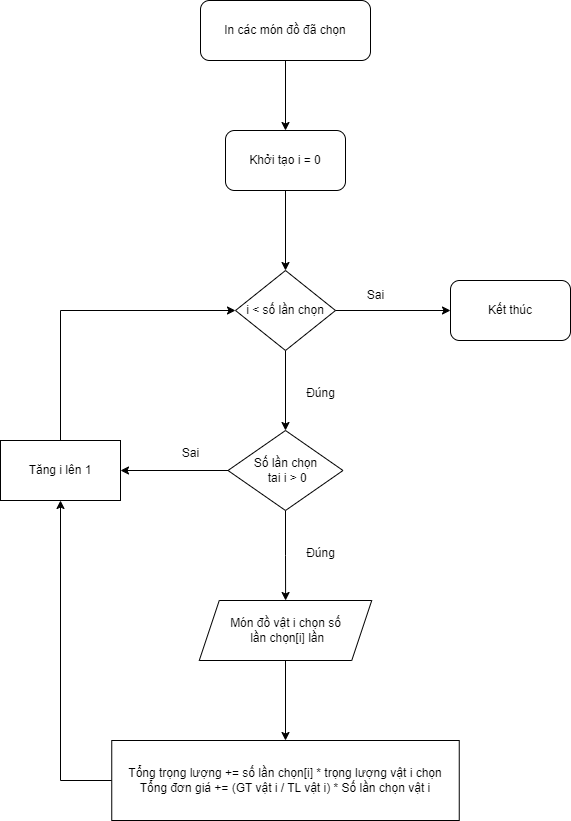 In các món đồ đã chọn
Khởi tạo i = 0
i < số lần chọn
Sai
Kết thúc
Đúng
Số lần chọn
tai i > 0
Sai
Tăng i lên 1
Đúng
Món đồ vật i chọn số
lần chọn[i] lần
Tổng trọng lượng += số lần chọn[i] * trọng lượng vật i chọn
Tổng đơn giá += (GT vật i / TL vật i) * Số lần chọn vật i